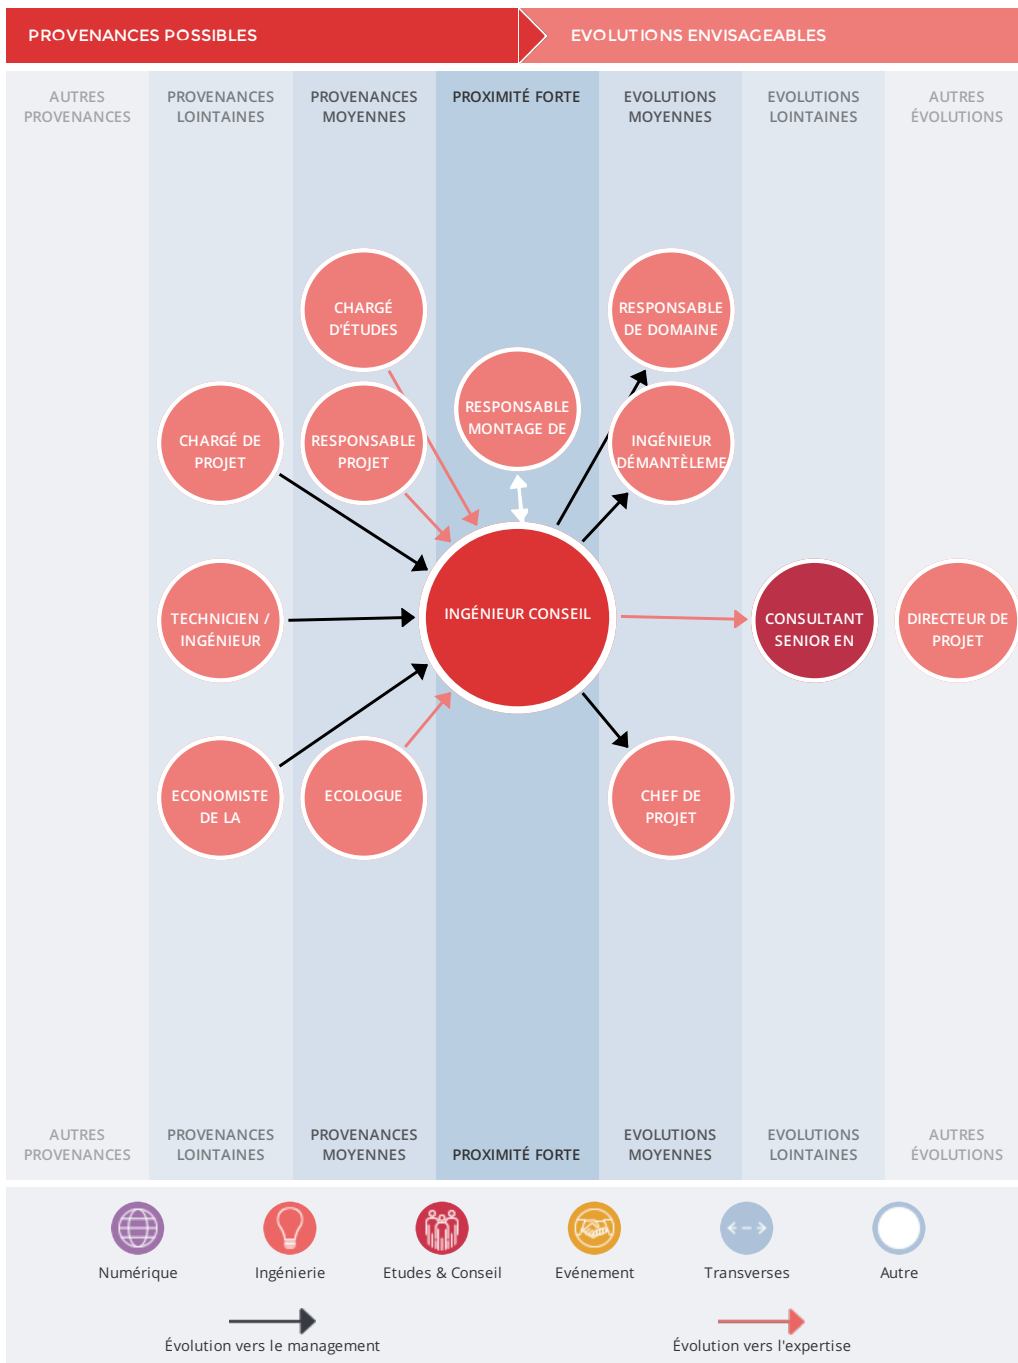 PROVENANCES POSSIBLES
EVOLUTIONS ENVISAGEABLES
AUTRES
PROVENANCES
PROVENANCES
LOINTAINES
PROVENANCES
MOYENNES
PROXIMITÉ FORTE
EVOLUTIONS
MOYENNES
EVOLUTIONS
LOINTAINES
AUTRES
ÉVOLUTIONS
CHARGÉ
D'ÉTUDES
RESPONSABLE
DE DOMAINE
RESPONSABLE
MONTAGE DE
CHARGÉ DE
PROJET
RESPONSABLE
PROJET
INGÉNIEUR
DÉMANTÈLEME
TECHNICIEN /
INGÉNIEUR
INGÉNIEUR CONSEIL
CONSULTANT
SENIOR EN
DIRECTEUR DE
PROJET
ECONOMISTE
DE LA
ECOLOGUE
CHEF DE
PROJET
AUTRES
PROVENANCES
PROVENANCES
LOINTAINES
PROVENANCES
MOYENNES
PROXIMITÉ FORTE
EVOLUTIONS
MOYENNES
EVOLUTIONS
LOINTAINES
AUTRES
ÉVOLUTIONS
Numérique
Ingénierie
Etudes & Conseil
Evénement
Transverses
Autre
Évolution vers le management
Évolution vers l'expertise